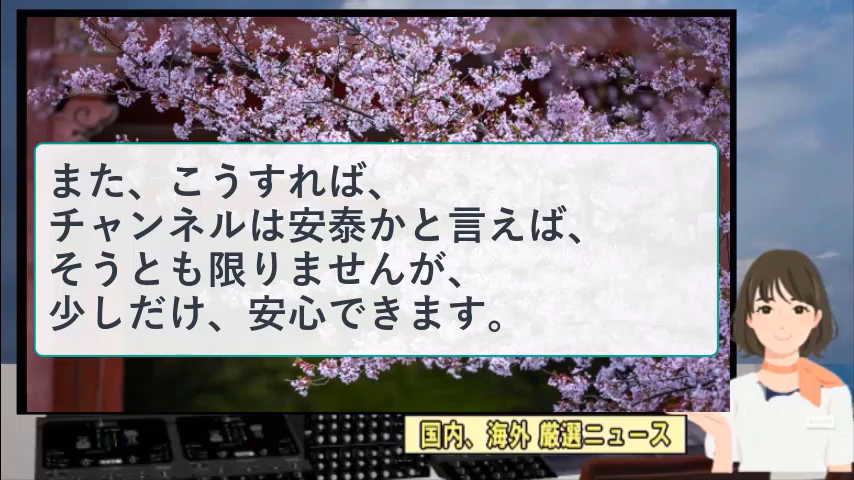 また、こうすれば、
チャンネルは安泰かと言えば、
そうとも限りませんが、
少しだけ、安心できます。
国内、海外 厳選ニュース